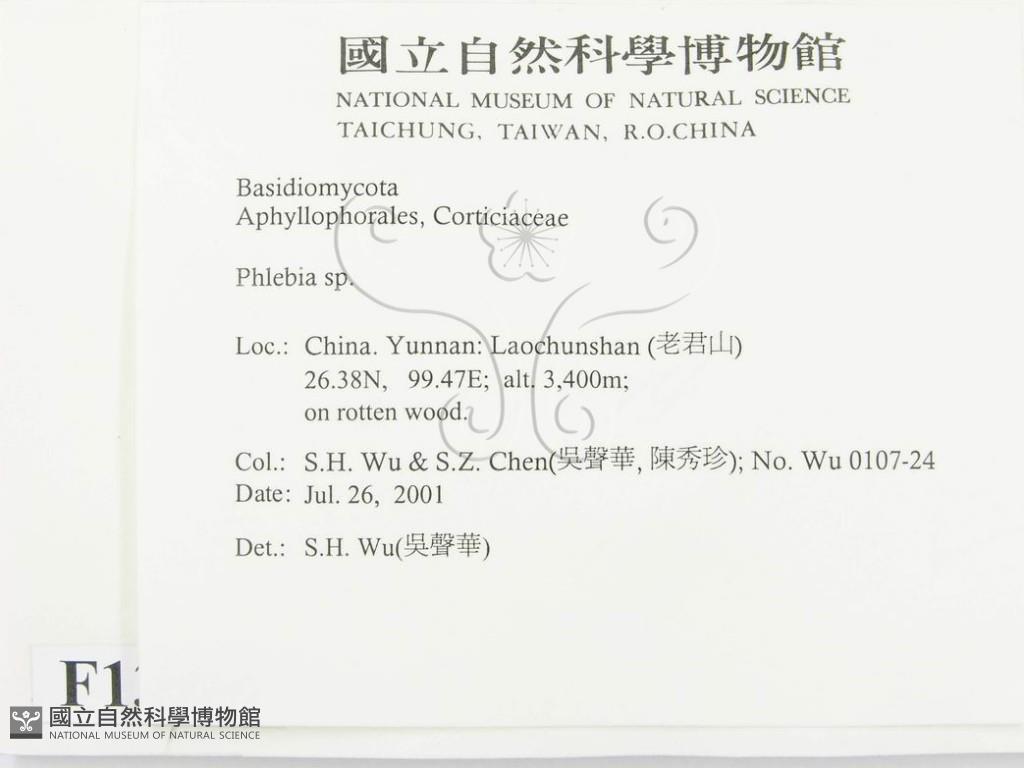 國立自然科學博物館
NATIONAL MUSEUM OF NATURAL SCIENCE
TAICHUNG, TAIWAN, R.O.CHINA
Basidiomycota
Aphyllophorales, Corticiaceae
Phlebia sp.
Loc.: China. Yunnan: Laochunshan (老君山)
26.38N, 99.47E; alt. 3,400m;
on rotten wood.
Col.: S.H. Wu & S.Z. Chen(吳聲華, 陳秀珍); No. Wu 0107-24
Date: Jul. 26, 2001
Det.: S.H. Wu(吳聲華)
國立自然科學博物館
NATIONAL MUSEUM OF NATURAL SCIENCE